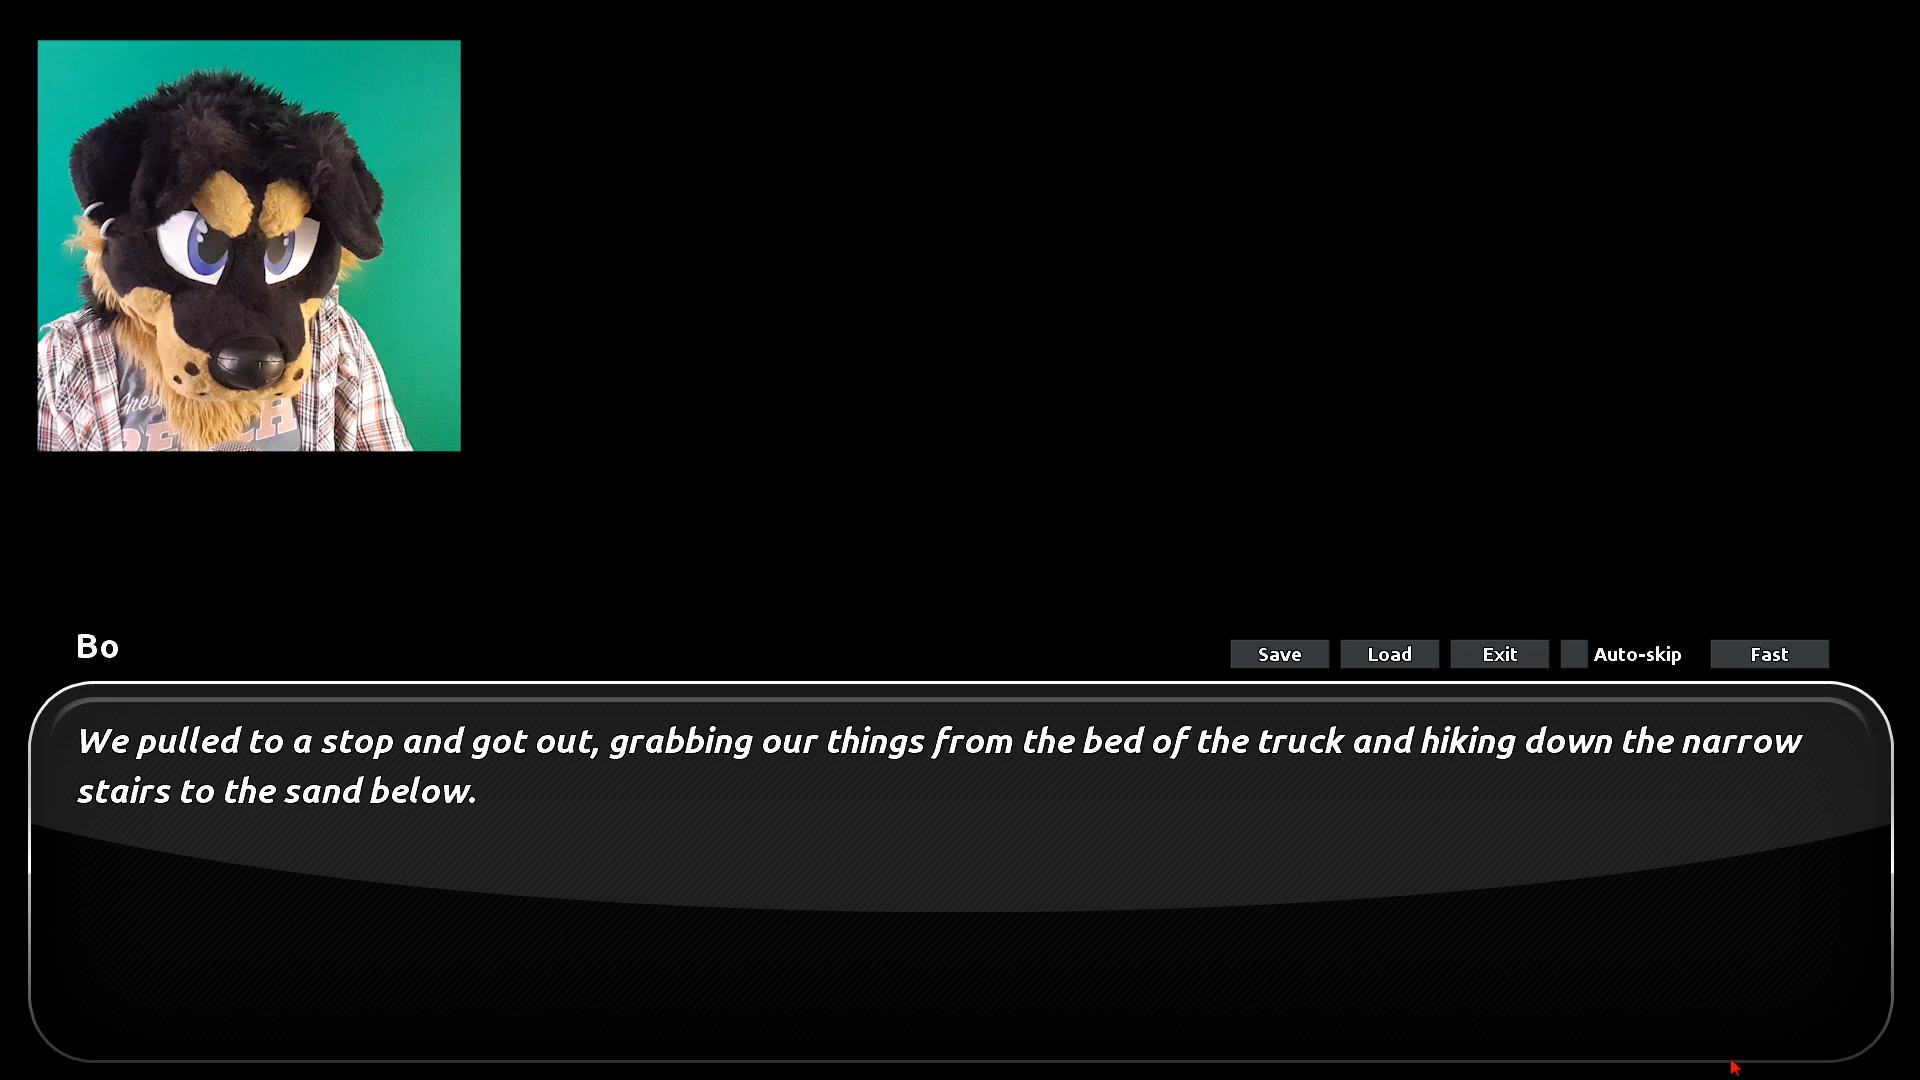 Bo
Save Load Exit Auto-skip Fast
We pulled to a stop and got out, grabbing our things from the bed of the truck and hiking down the narrow
stairs to the sand below.